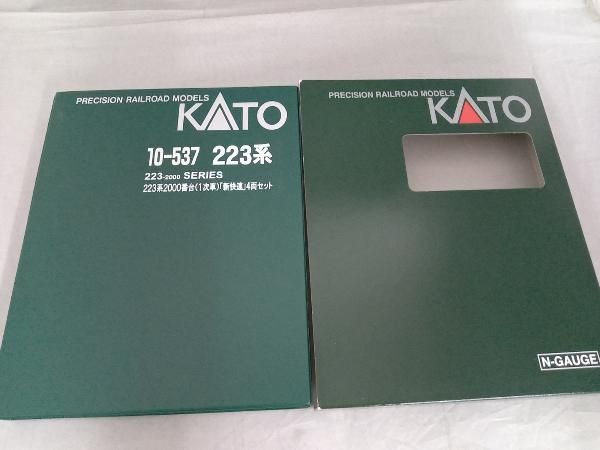 PRECISION RAILROAD MODELS
KATO
10-537 223系
223-2000 SERIES
223系2000番台(1次車)「新快速」4両セット
PRECISION RAILROAD MODELS
KATO
N-GAUGE